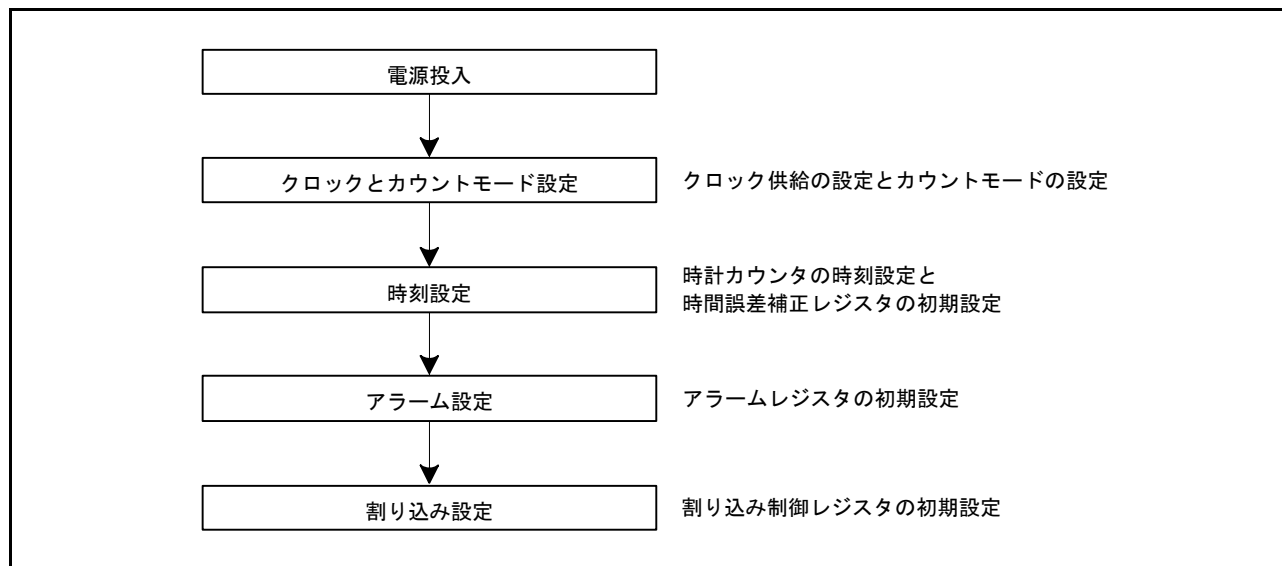 電源投入
クロックとカウントモード設定
クロック供給の設定とカウントモードの設定
時刻設定
時計カウンタの時刻設定と
時間誤差補正レジスタの初期設定
アラーム設定
アラームレジスタの初期設定
割り込み設定
割り込み制御レジスタの初期設定